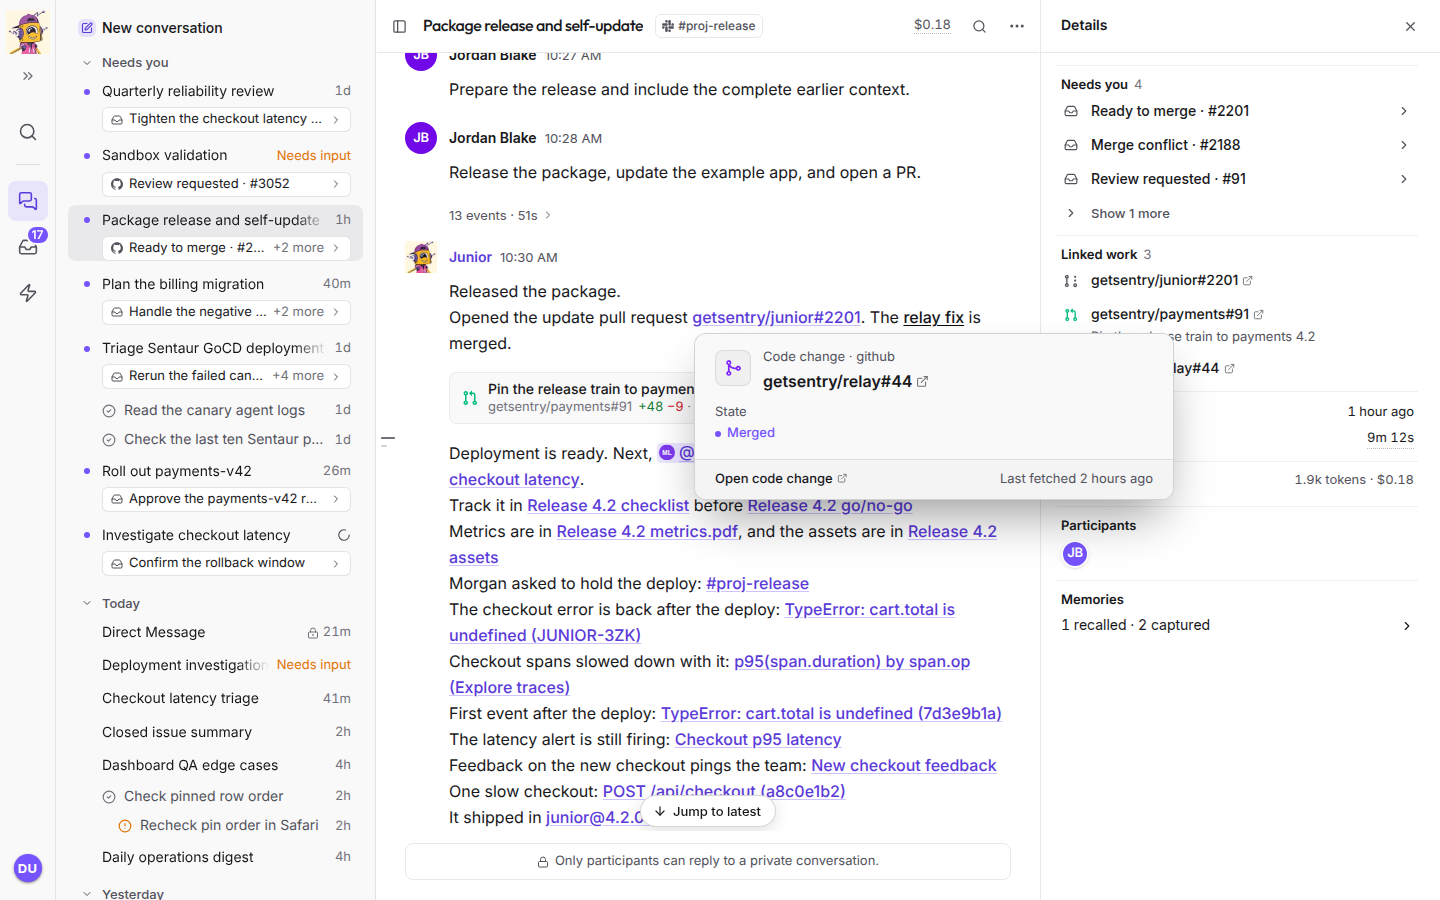 New conversation
Needs you
Quarterly reliability review 1d
Tighten the checkout latency ...
Sandbox validation Needs input
Review requested · #3052
Package release and self-update 1h
Ready to merge · #2... +2 more
17
Plan the billing migration 40m
Handle the negative ... +2 more
Triage Sentaur GoCD deployment 1d
Rerun the failed can... +4 more
Read the canary agent logs 1d
Check the last ten Sentaur p... 1d
Roll out payments-v42 26m
Approve the payments-v42 r...
Investigate checkout latency
Confirm the rollback window
Today
Direct Message 21m
Deployment investigation Needs input
Checkout latency triage 41m
Closed issue summary 2h
Dashboard QA edge cases 4h
Check pinned row order 2h
Recheck pin order in Safari 2h
Daily operations digest 4h
Yesterday
DU
Package release and self-update #proj-release $0.18
JB Jordan Blake 10:27 AM
Prepare the release and include the complete earlier context.
JB Jordan Blake 10:28 AM
Release the package, update the example app, and open a PR.
13 events · 51s
Junior 10:30 AM
Released the package.
Opened the update pull request getsentry/junior#2201. The relay fix is
merged.
Pin the release train to paymen
getsentry/payments#91 +48 −9 ·
Deployment is ready. Next, ML @
checkout latency.
Track it in Release 4.2 checklist before Release 4.2 go/no-go
Metrics are in Release 4.2 metrics.pdf, and the assets are in Release 4.2
assets
Morgan asked to hold the deploy: #proj-release
The checkout error is back after the deploy: TypeError: cart.total is
undefined (JUNIOR-3ZK)
Checkout spans slowed down with it: p95(span.duration) by span.op
(Explore traces)
First event after the deploy: TypeError: cart.total is undefined (7d3e9b1a)
The latency alert is still firing: Checkout p95 latency
Feedback on the new checkout pings the team: New checkout feedback
One slow checkout: POST /api/checkout (a8c0e1b2)
It shipped in junior@4.2.0
Jump to latest
Only participants can reply to a private conversation.
Code change · github
getsentry/relay#44
State
Merged
Open code change Last fetched 2 hours ago
Details
Needs you 4
Ready to merge · #2201
Merge conflict · #2188
Review requested · #91
Show 1 more
Linked work 3
getsentry/junior#2201
getsentry/payments#91
se train to payments 4.2
lay#44
1 hour ago
9m 12s
1.9k tokens · $0.18
Participants
JB
Memories
1 recalled · 2 captured